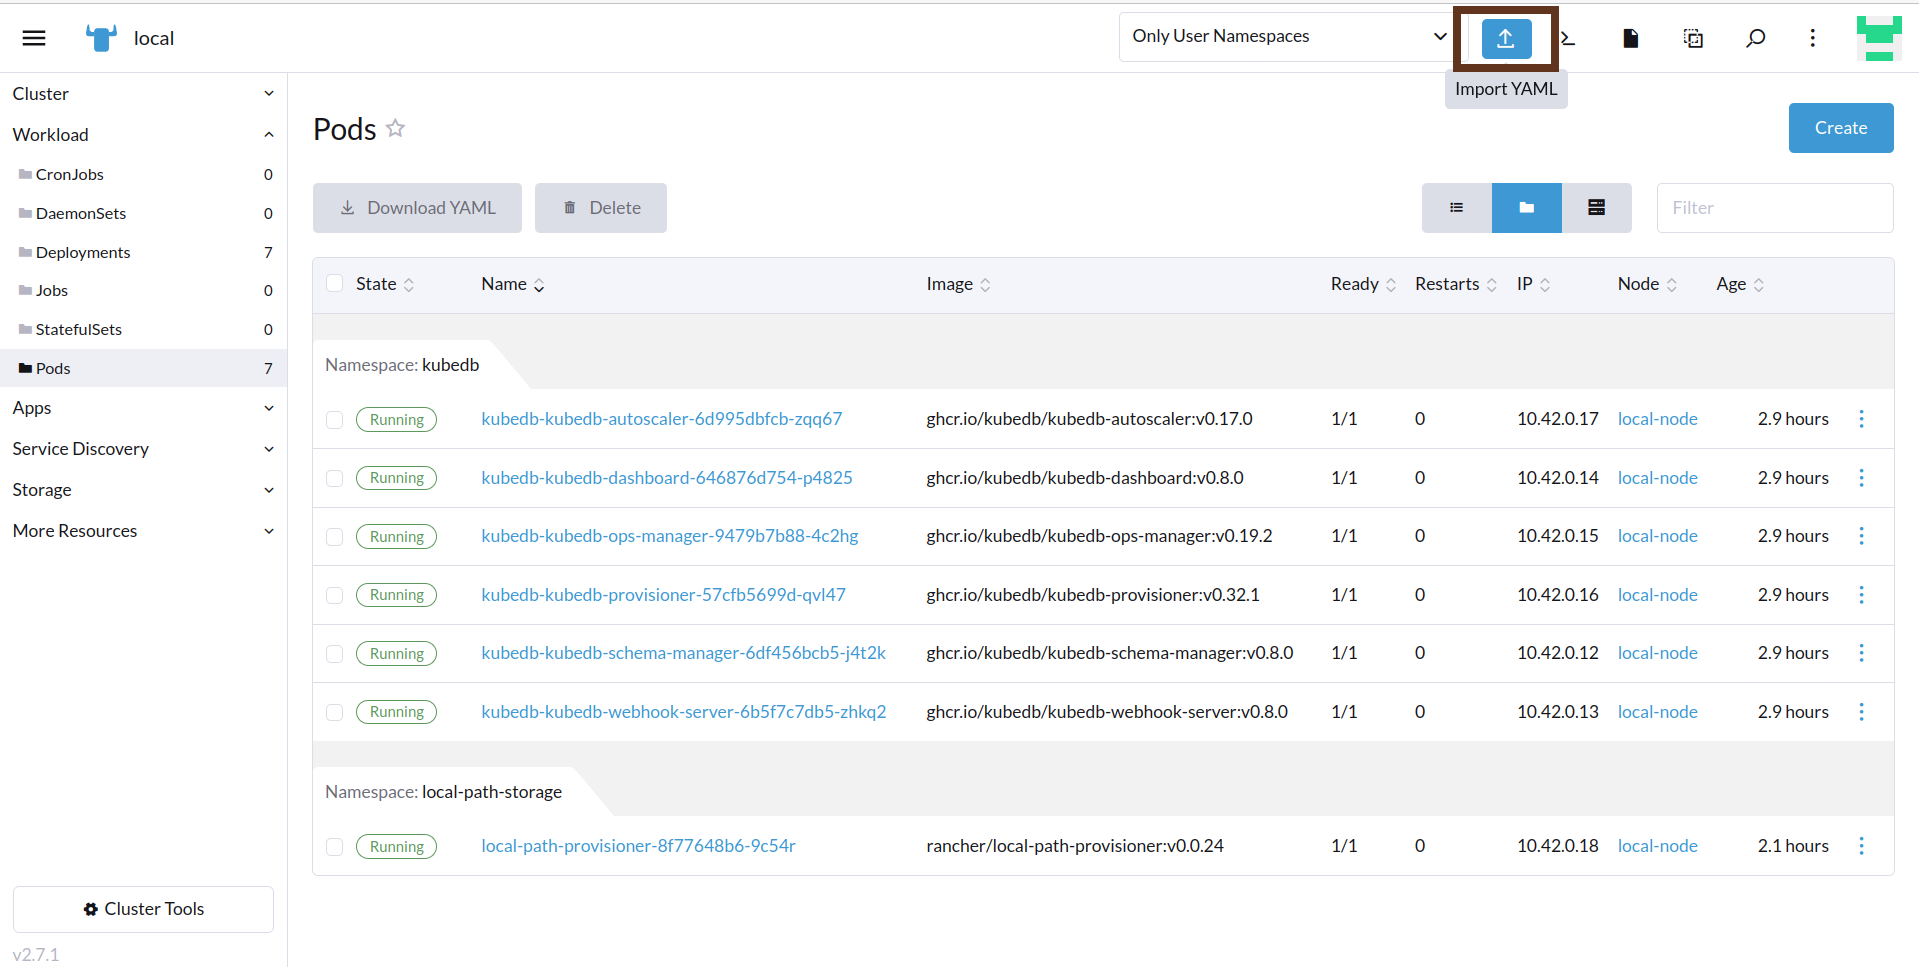 local
Only User Namespaces
Import YAML
Cluster
Workload
CronJobs 0
DaemonSets 0
Deployments 7
Jobs 0
StatefulSets 0
Pods 7
Apps
Service Discovery
Storage
More Resources
Cluster Tools
v2.7.1
Pods
Create
Download YAML
Delete
Filter
State Name Image Ready Restarts IP Node Age
Namespace: kubedb
Running kubedb-kubedb-autoscaler-6d995dbfcb-zqq67 ghcr.io/kubedb/kubedb-autoscaler:v0.17.0 1/1 0 10.42.0.17 local-node 2.9 hours
Running kubedb-kubedb-dashboard-646876d754-p4825 ghcr.io/kubedb/kubedb-dashboard:v0.8.0 1/1 0 10.42.0.14 local-node 2.9 hours
Running kubedb-kubedb-ops-manager-9479b7b88-4c2hg ghcr.io/kubedb/kubedb-ops-manager:v0.19.2 1/1 0 10.42.0.15 local-node 2.9 hours
Running kubedb-kubedb-provisioner-57cfb5699d-qvl47 ghcr.io/kubedb/kubedb-provisioner:v0.32.1 1/1 0 10.42.0.16 local-node 2.9 hours
Running kubedb-kubedb-schema-manager-6df456bcb5-j4t2k ghcr.io/kubedb/kubedb-schema-manager:v0.8.0 1/1 0 10.42.0.12 local-node 2.9 hours
Running kubedb-kubedb-webhook-server-6b5f7c7db5-zhkq2 ghcr.io/kubedb/kubedb-webhook-server:v0.8.0 1/1 0 10.42.0.13 local-node 2.9 hours
Namespace: local-path-storage
Running local-path-provisioner-8f77648b6-9c54r rancher/local-path-provisioner:v0.0.24 1/1 0 10.42.0.18 local-node 2.1 hours